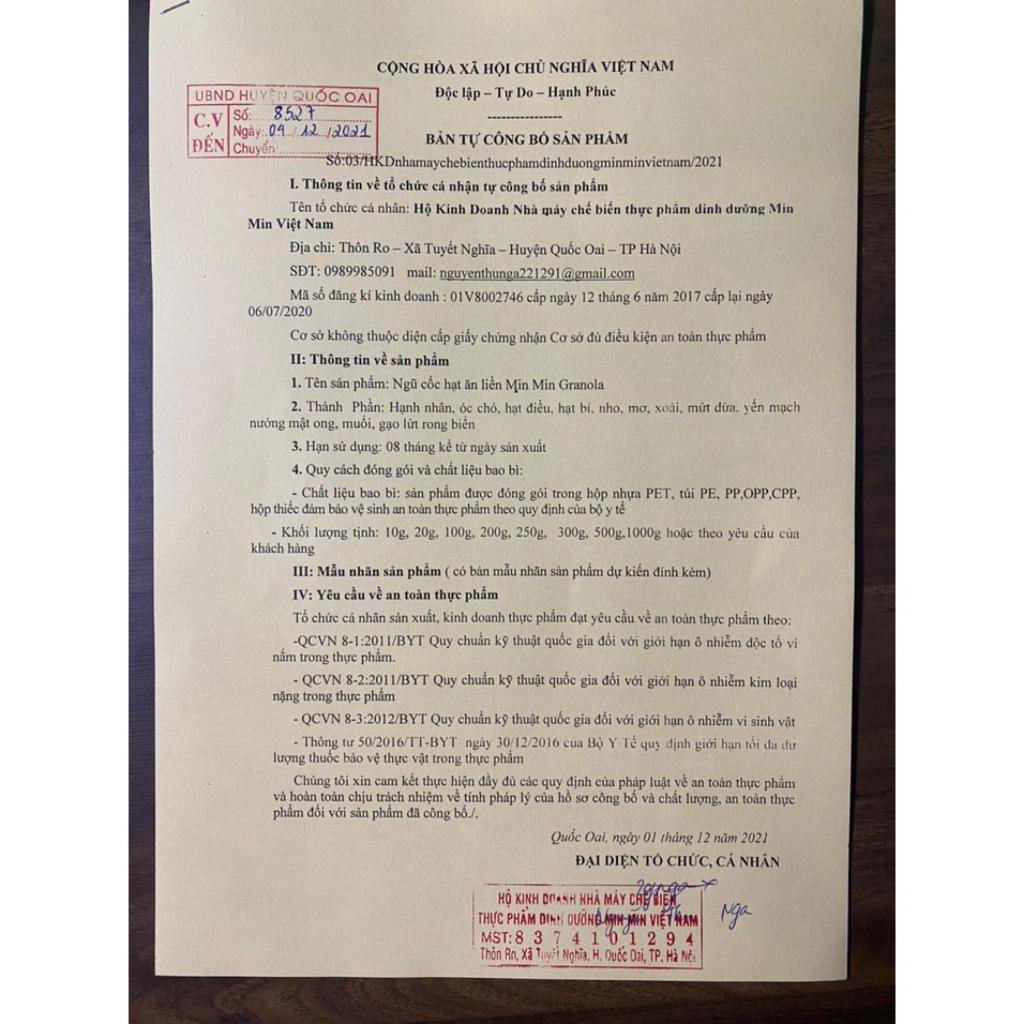 CỘNG HÒA XÃ HỘI CHỦ NGHĨA VIỆT NAM
Độc lập – Tự Do – Hạnh Phúc
----------------
UBND HUYỆN QUỐC OAI
C.V ĐẾN
Số: 8527
Ngày: 09/12/2021
Chuyển:
BẢN TỰ CÔNG BỐ SẢN PHẨM
Số:03/HKDnhamaychebienthucphamdinhduongminminvietnam/2021
I. Thông tin về tổ chức cá nhận tự công bố sản phẩm
Tên tổ chức cá nhân: Hộ Kinh Doanh Nhà máy chế biến thực phẩm dinh dưỡng Min
Min Việt Nam
Địa chỉ: Thôn Ro – Xã Tuyết Nghĩa – Huyện Quốc Oai – TP Hà Nội
SĐT: 0989985091 mail: nguyenthunga221291@gmail.com
Mã số đăng kí kinh doanh : 01V8002746 cấp ngày 12 tháng 6 năm 2017 cấp lại ngày
06/07/2020
Cơ sở không thuộc diện cấp giấy chứng nhận Cơ sở đủ điều kiện an toàn thực phẩm
II: Thông tin về sản phẩm
1. Tên sản phẩm: Ngũ cốc hạt ăn liền Min Min Granola
2. Thành Phần: Hạnh nhân, óc chó, hạt điều, hạt bí, nho, mơ, xoài, mứt dừa, yến mạch
nướng mật ong, muối, gạo lứt rong biển
3. Hạn sử dụng: 08 tháng kể từ ngày sản xuất
4. Quy cách đóng gói và chất liệu bao bì:
- Chất liệu bao bì: sản phẩm được đóng gói trong hộp nhựa PET, túi PE, PP,OPP,CPP,
hộp thiếc đảm bảo vệ sinh an toàn thực phẩm theo quy định của bộ y tế
- Khối lượng tịnh: 10g, 20g, 100g, 200g, 250g, 300g, 500g,1000g hoặc theo yêu cầu của
khách hàng
III: Mẫu nhãn sản phẩm ( có bản mẫu nhãn sản phẩm dự kiến đính kèm)
IV: Yêu cầu về an toàn thực phẩm
Tổ chức cá nhân sản xuất, kinh doanh thực phẩm đạt yêu cầu về an toàn thực phẩm theo:
-QCVN 8-1:2011/BYT Quy chuẩn kỹ thuật quốc gia đối với giới hạn ô nhiễm độc tố vi
nấm trong thực phẩm.
- QCVN 8-2:2011/BYT Quy chuẩn kỹ thuật quốc gia đối với giới hạn ô nhiễm kim loại
nặng trong thực phẩm
- QCVN 8-3:2012/BYT Quy chuẩn kỹ thuật quốc gia đối với giới hạn ô nhiễm vi sinh vật
- Thông tư 50/2016/TT-BYT ngày 30/12/2016 của Bộ Y Tế quy định giới hạn tối đa dư
lượng thuốc bảo vệ thực vật trong thực phẩm
Chúng tôi xin cam kết thực hiện đầy đủ các quy định của pháp luật về an toàn thực phẩm
và hoàn toàn chịu trách nhiệm về tính pháp lý của hồ sơ công bố và chất lượng, an toàn thực
phẩm đối với sản phẩm đã công bố./.
Quốc Oai, ngày 01 tháng 12 năm 2021
ĐẠI DIỆN TỔ CHỨC, CÁ NHÂN
HỘ KINH DOANH NHÀ MÁY CHẾ BIẾN
THỰC PHẨM DINH DƯỠNG MIN MIN VIỆT NAM
MST: 8 3 7 4 1 0 1 2 9 4
Thôn Ro, Xã Tuyết Nghĩa, H. Quốc Oai, TP. Hà Nội
Nga